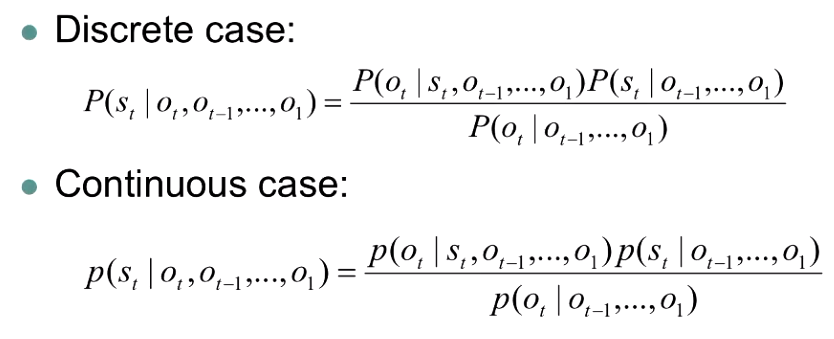 • Discrete case:
P(s_t | o_t, o_{t-1},..., o_1) = \frac{P(o_t | s_t, o_{t-1},..., o_1)P(s_t | o_{t-1},..., o_1)}{P(o_t | o_{t-1},..., o_1)}
• Continuous case:
p(s_t | o_t, o_{t-1},..., o_1) = \frac{p(o_t | s_t, o_{t-1},..., o_1)p(s_t | o_{t-1},..., o_1)}{p(o_t | o_{t-1},..., o_1)}